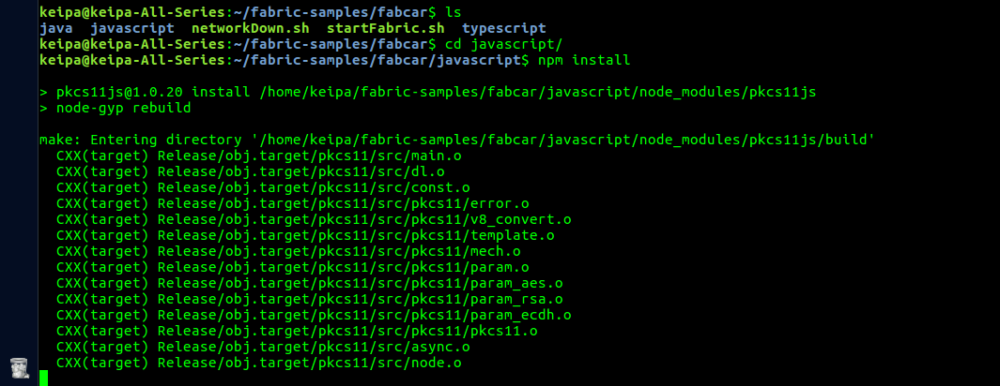 keipa@keipa-All-Series:~/fabric-samples/fabcar$ ls
java  javascript  networkDown.sh  startFabric.sh  typescript
keipa@keipa-All-Series:~/fabric-samples/fabcar$ cd javascript/
keipa@keipa-All-Series:~/fabric-samples/fabcar/javascript$ npm install

> pkcs11js@1.0.20 install /home/keipa/fabric-samples/fabcar/javascript/node_modules/pkcs11js
> node-gyp rebuild

make: Entering directory '/home/keipa/fabric-samples/fabcar/javascript/node_modules/pkcs11js/build'
  CXX(target) Release/obj.target/pkcs11/src/main.o
  CXX(target) Release/obj.target/pkcs11/src/dl.o
  CXX(target) Release/obj.target/pkcs11/src/const.o
  CXX(target) Release/obj.target/pkcs11/src/pkcs11/error.o
  CXX(target) Release/obj.target/pkcs11/src/pkcs11/v8_convert.o
  CXX(target) Release/obj.target/pkcs11/src/pkcs11/template.o
  CXX(target) Release/obj.target/pkcs11/src/pkcs11/mech.o
  CXX(target) Release/obj.target/pkcs11/src/pkcs11/param.o
  CXX(target) Release/obj.target/pkcs11/src/pkcs11/param_aes.o
  CXX(target) Release/obj.target/pkcs11/src/pkcs11/param_rsa.o
  CXX(target) Release/obj.target/pkcs11/src/pkcs11/param_ecdh.o
  CXX(target) Release/obj.target/pkcs11/src/pkcs11/pkcs11.o
  CXX(target) Release/obj.target/pkcs11/src/async.o
  CXX(target) Release/obj.target/pkcs11/src/node.o